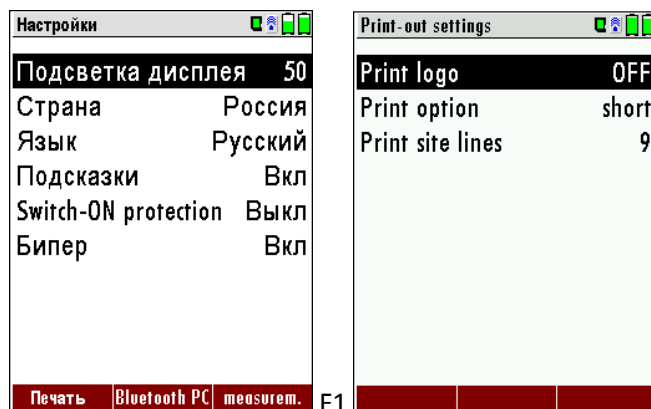 Настройки
Подсветка дисплея 50
Страна Россия
Язык Русский
Подсказки Вкл
Switch-ON protection Выкл
Бипер Вкл
Печать Bluetooth PC measurem.
F1
Print-out settings
Print logo OFF
Print option short
Print site lines 9